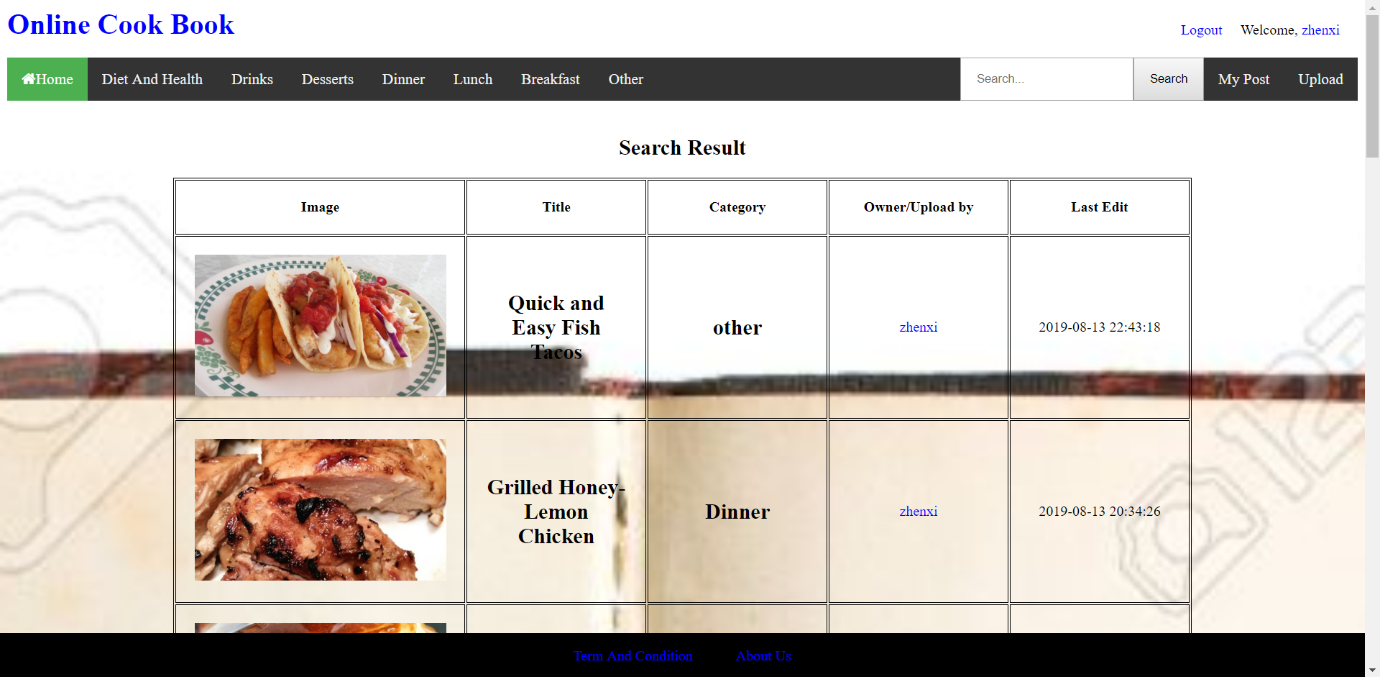 Online Cook Book
Logout Welcome, zhenxi
Home Diet And Health Drinks Desserts Dinner Lunch Breakfast Other Search... Search My Post Upload
Search Result
Image Title Category Owner/Upload by Last Edit
Quick and
Easy Fish
Tacos
other
zhenxi
2019-08-13 22:43:18
Grilled Honey-
Lemon
Chicken
Dinner
zhenxi
2019-08-13 20:34:26
Term And Condition About Us